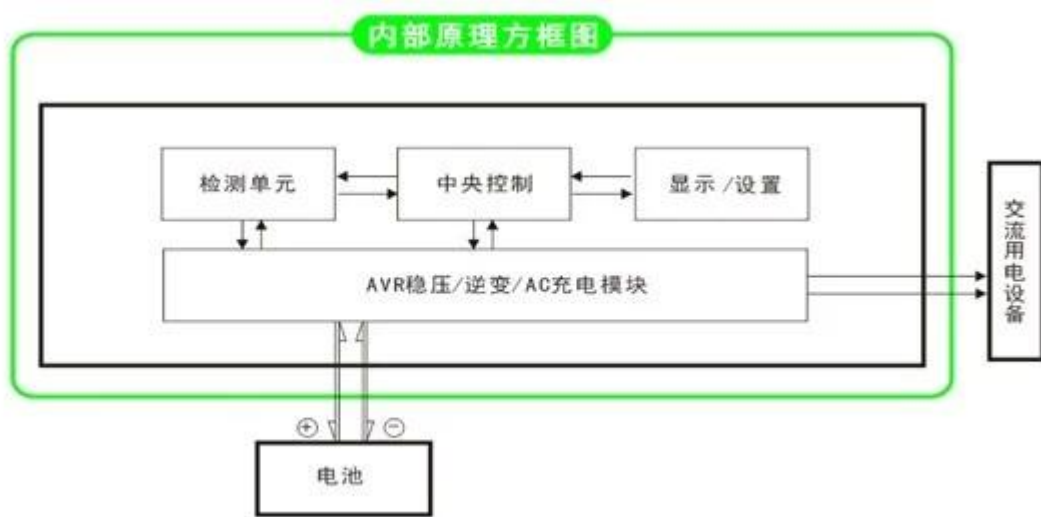 内部原理方框图
检测单元
中央控制
显示/设置
AVR稳压/逆变/AC充电模块
交流用电设备
+
-
电池